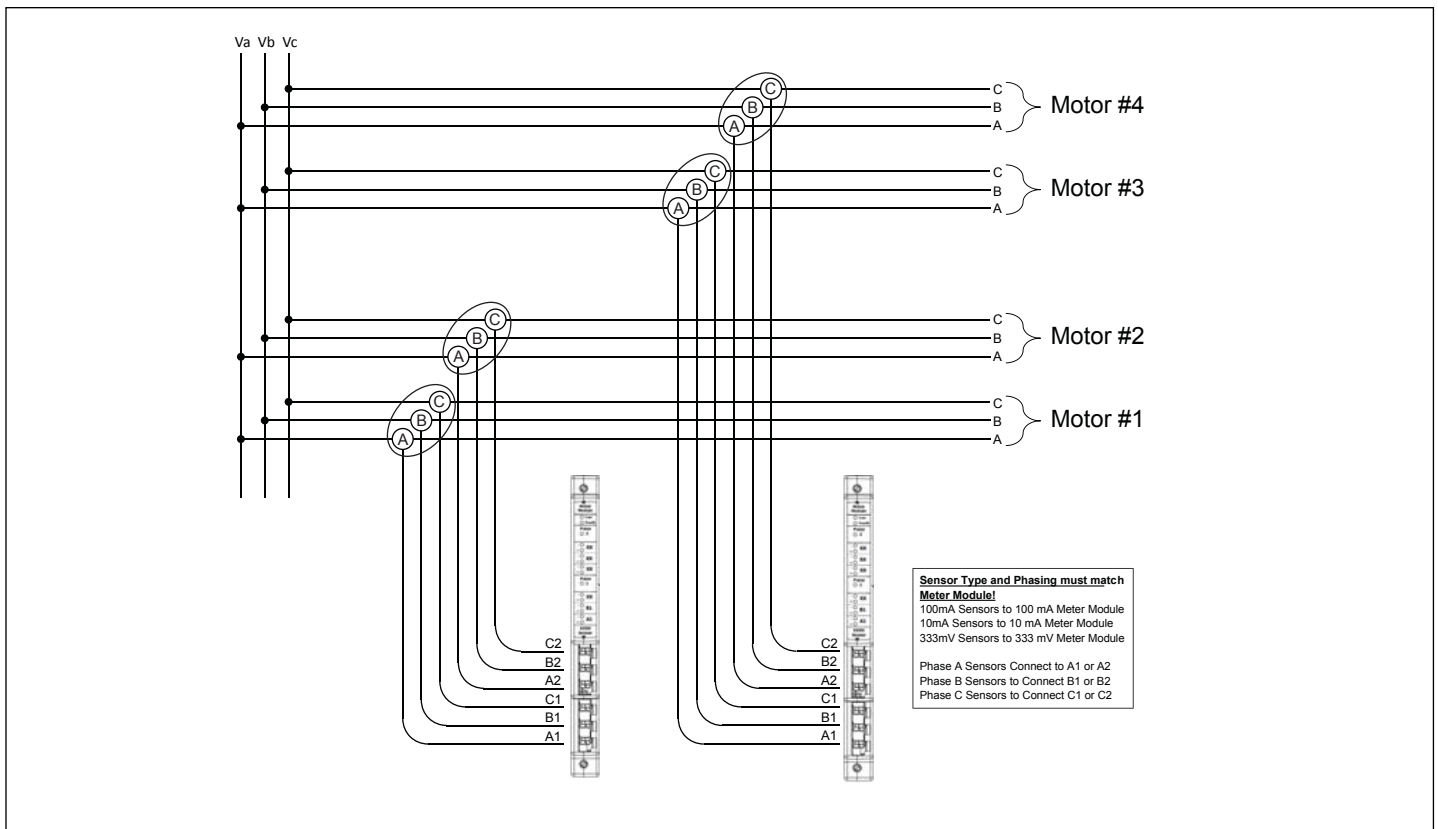 Va Vb Vc
C
B
A
C
B
A
Motor #4
C
B
A
C
B
A
Motor #3
C
B
A
C
B
A
Motor #2
C
B
A
C
B
A
Motor #1
C2
B2
A2
C1
B1
A1
C2
B2
A2
C1
B1
A1
Sensor Type and Phasing must match
Meter Module!
100mA Sensors to 100 mA Meter Module
10mA Sensors to 10 mA Meter Module
333mV Sensors to 333 mV Meter Module
Phase A Sensors Connect to A1 or A2
Phase B Sensors to Connect B1 or B2
Phase C Sensors to Connect C1 or C2